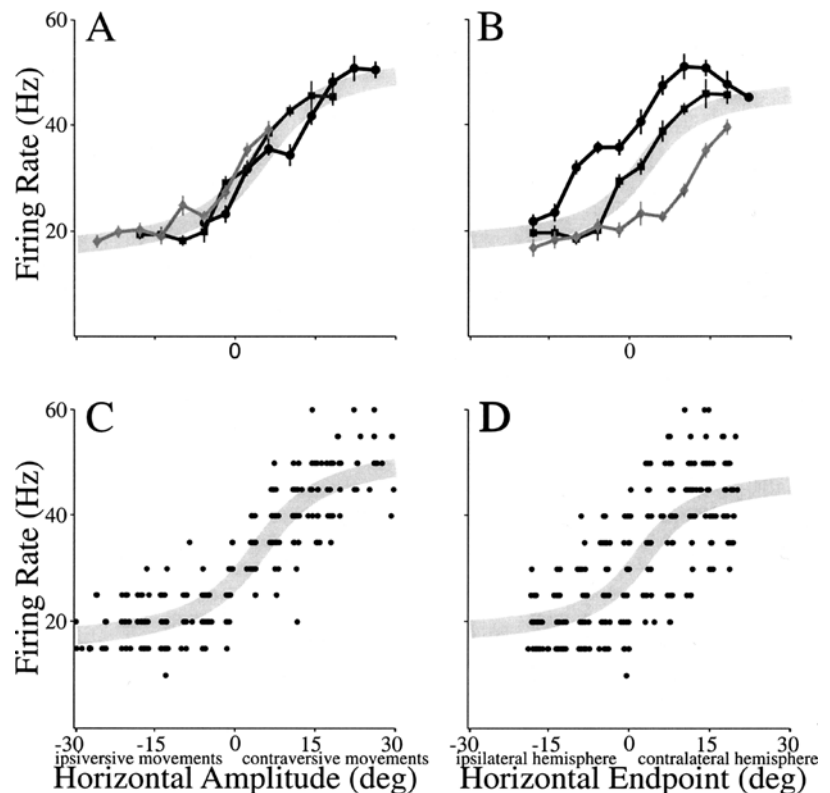 A
B
Firing Rate (Hz)
60
40
20
0
0
C
D
Firing Rate (Hz)
60
40
20
-30 -15 0 15 30
-30 -15 0 15 30
ipsiversive movements contraversive movements
ipsilateral hemisphere contralateral hemisphere
Horizontal Amplitude (deg)
Horizontal Endpoint (deg)